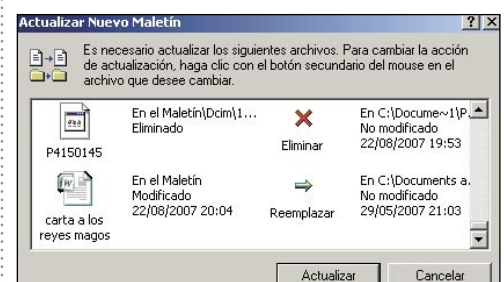 Actualizar Nuevo Maletín
Es necesario actualizar los siguientes archivos. Para cambiar la acción
de actualización, haga clic con el botón secundario del mouse en el
archivo que desee cambiar.
P4150145
En el Maletín\Dcim\1...
Eliminado
Eliminar
En C:\Docume~1\P.
No modificado
22/08/2007 19:53
carta a los
reyes magos
En el Maletín
Modificado
22/08/2007 20:04
Reemplazar
En C:\Documents a.
No modificado
29/05/2007 21:03
Actualizar
Cancelar